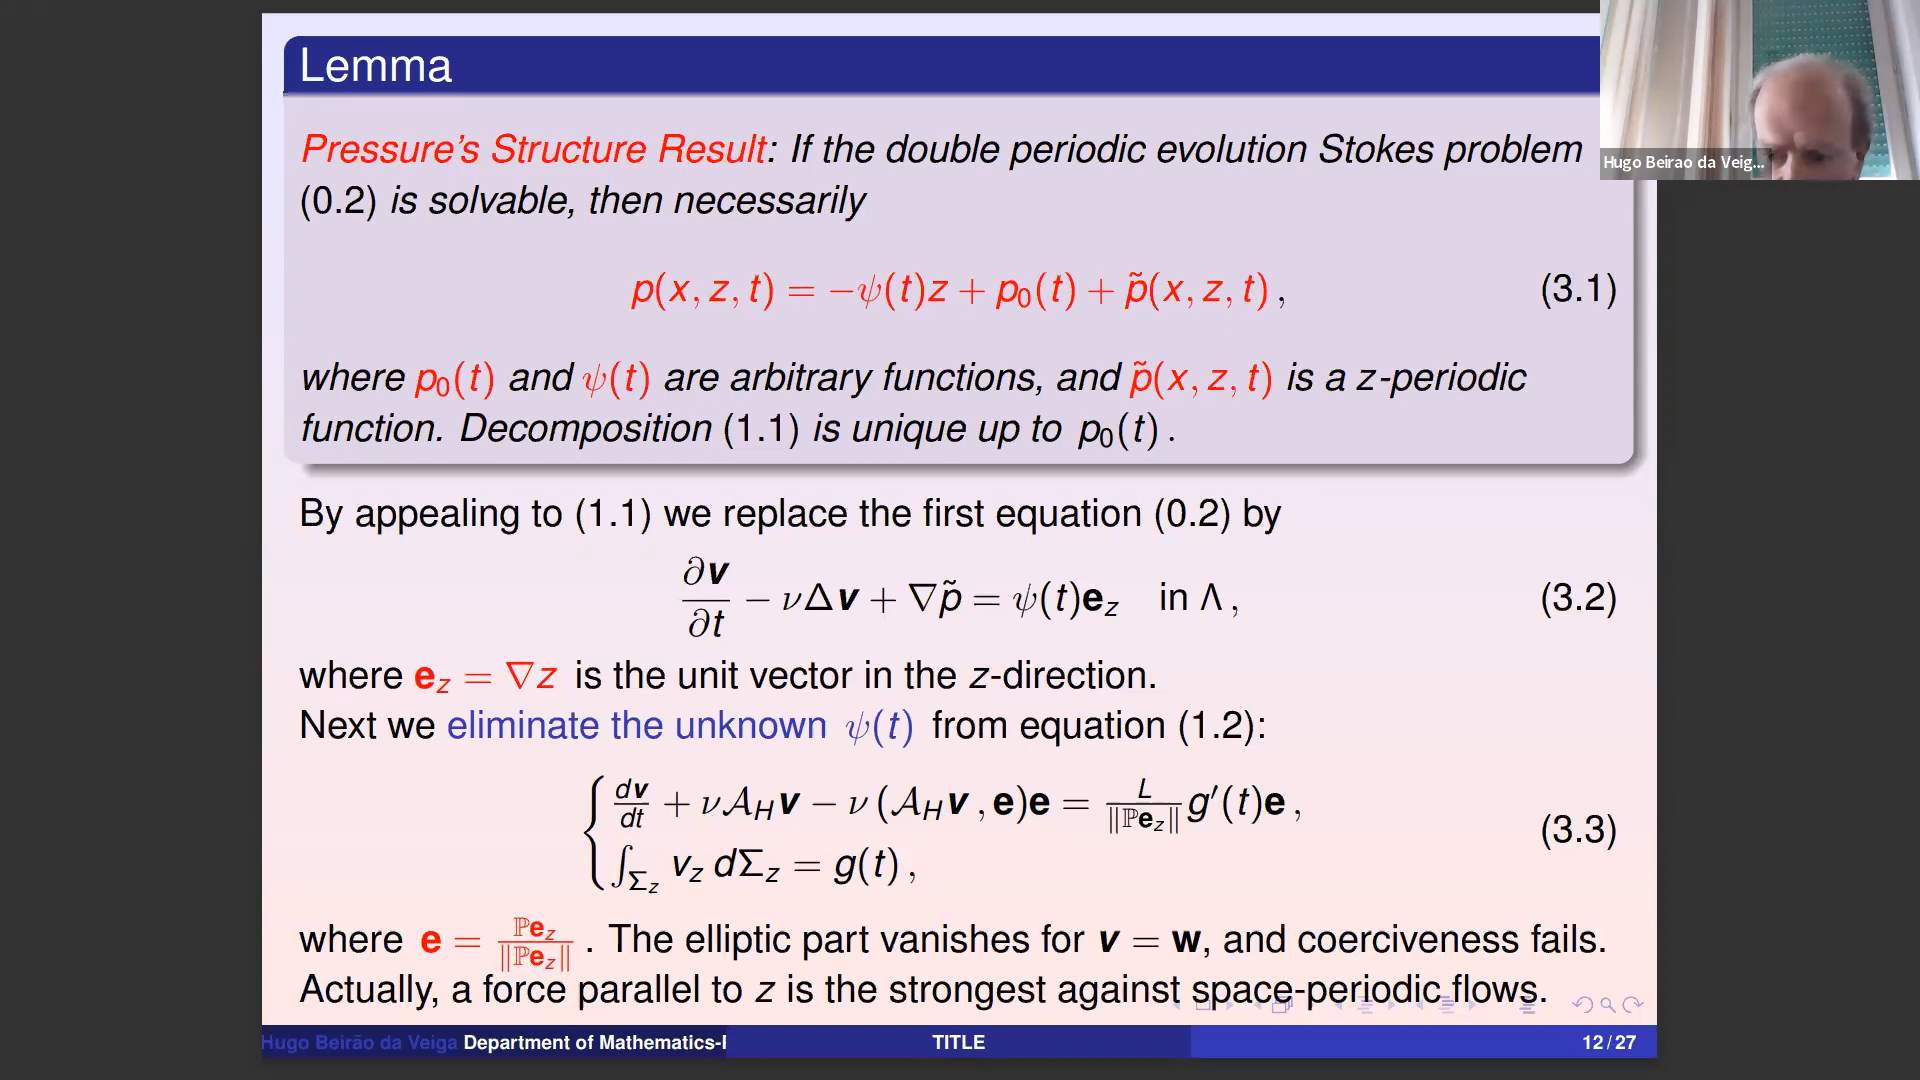 Lemma
Hugo Beirao da Veig...
Pressure's Structure Result: If the double periodic evolution Stokes problem
(0.2) is solvable, then necessarily
p(x, z, t) = −ψ(t)z + p₀(t) + p̃(x, z, t) , (3.1)
where p₀(t) and ψ(t) are arbitrary functions, and p̃(x, z, t) is a z-periodic
function. Decomposition (1.1) is unique up to p₀(t) .
By appealing to (1.1) we replace the first equation (0.2) by
∂v/∂t − νΔv + ∇p̃ = ψ(t)e_z in Λ , (3.2)
where e_z = ∇z is the unit vector in the z-direction.
Next we eliminate the unknown ψ(t) from equation (1.2):
{ dv/dt + ν𝒜_H v − ν (𝒜_H v , e)e = L/‖ℙe_z‖ g′(t)e ,
∫_Σ_z v_z dΣ_z = g(t) , (3.3)
where e = ℙe_z/‖ℙe_z‖ . The elliptic part vanishes for v = w, and coerciveness fails.
Actually, a force parallel to z is the strongest against space-periodic flows.
Hugo Beirão da Veiga Department of Mathematics- TITLE 12 / 27